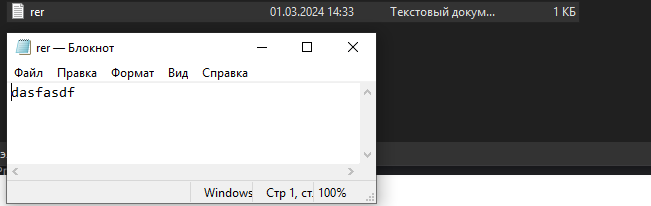 rer 01.03.2024 14:33 Текстовый докум... 1 КБ
rer — Блокнот
Файл Правка Формат Вид Справка
dasfasdf
Windows Стр 1, ст. 100%